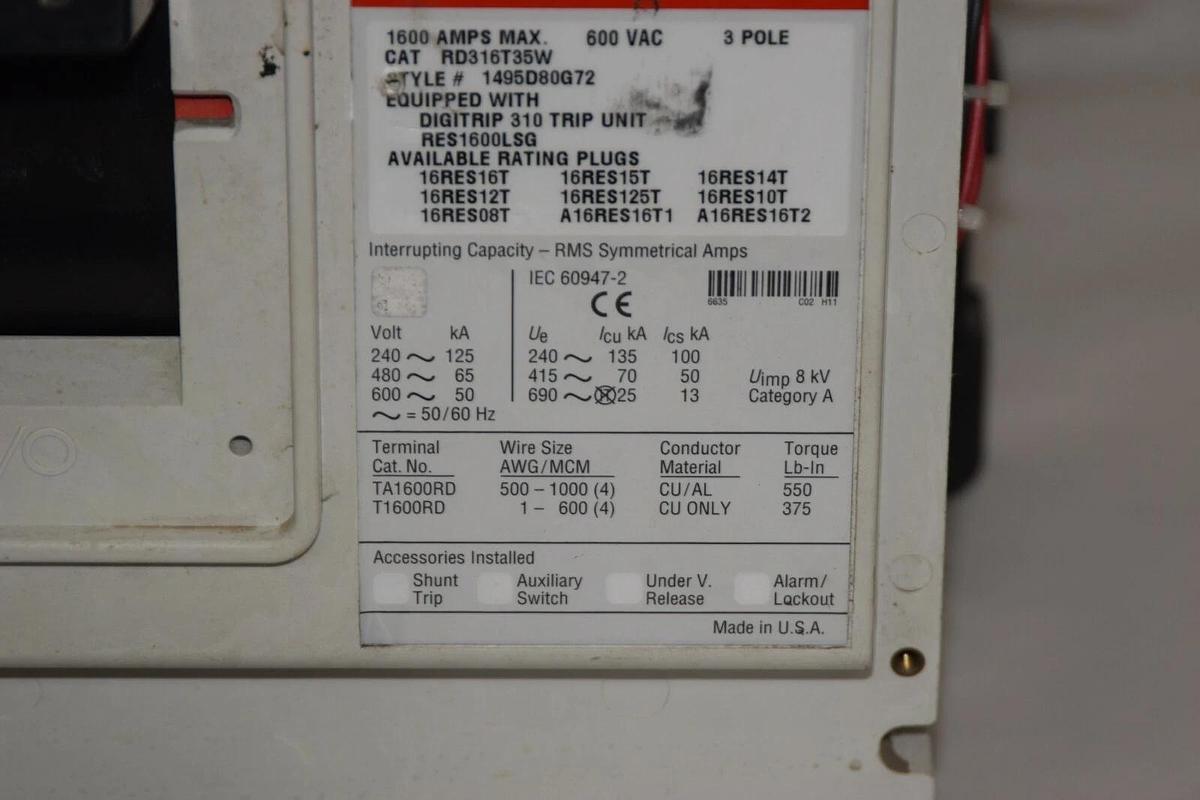 1600 AMPS MAX. 600 VAC 3 POLE
CAT RD316T35W
STYLE # 1495D80G72
EQUIPPED WITH
DIGITRIP 310 TRIP UNIT
RES1600LSG
AVAILABLE RATING PLUGS
16RES16T 16RES15T 16RES14T
16RES12T 16RES125T 16RES10T
16RES08T A16RES16T1 A16RES16T2
Interrupting Capacity – RMS Symmetrical Amps
IEC 60947-2
CE
6635 C02 H11
Volt kA Ue Icu kA Ics kA
240 ~ 125 240 ~ 135 100
480 ~ 65 415 ~ 70 50 Uimp 8 kV
600 ~ 50 690 ~ 25 13 Category A
~ = 50/60 Hz
Terminal Wire Size Conductor Torque
Cat. No. AWG/MCM Material Lb-In
TA1600RD 500 – 1000 (4) CU/AL 550
T1600RD 1 – 600 (4) CU ONLY 375
Accessories Installed
Shunt Auxiliary Under V. Alarm/
Trip Switch Release Lockout
Made in U.S.A.
I/O